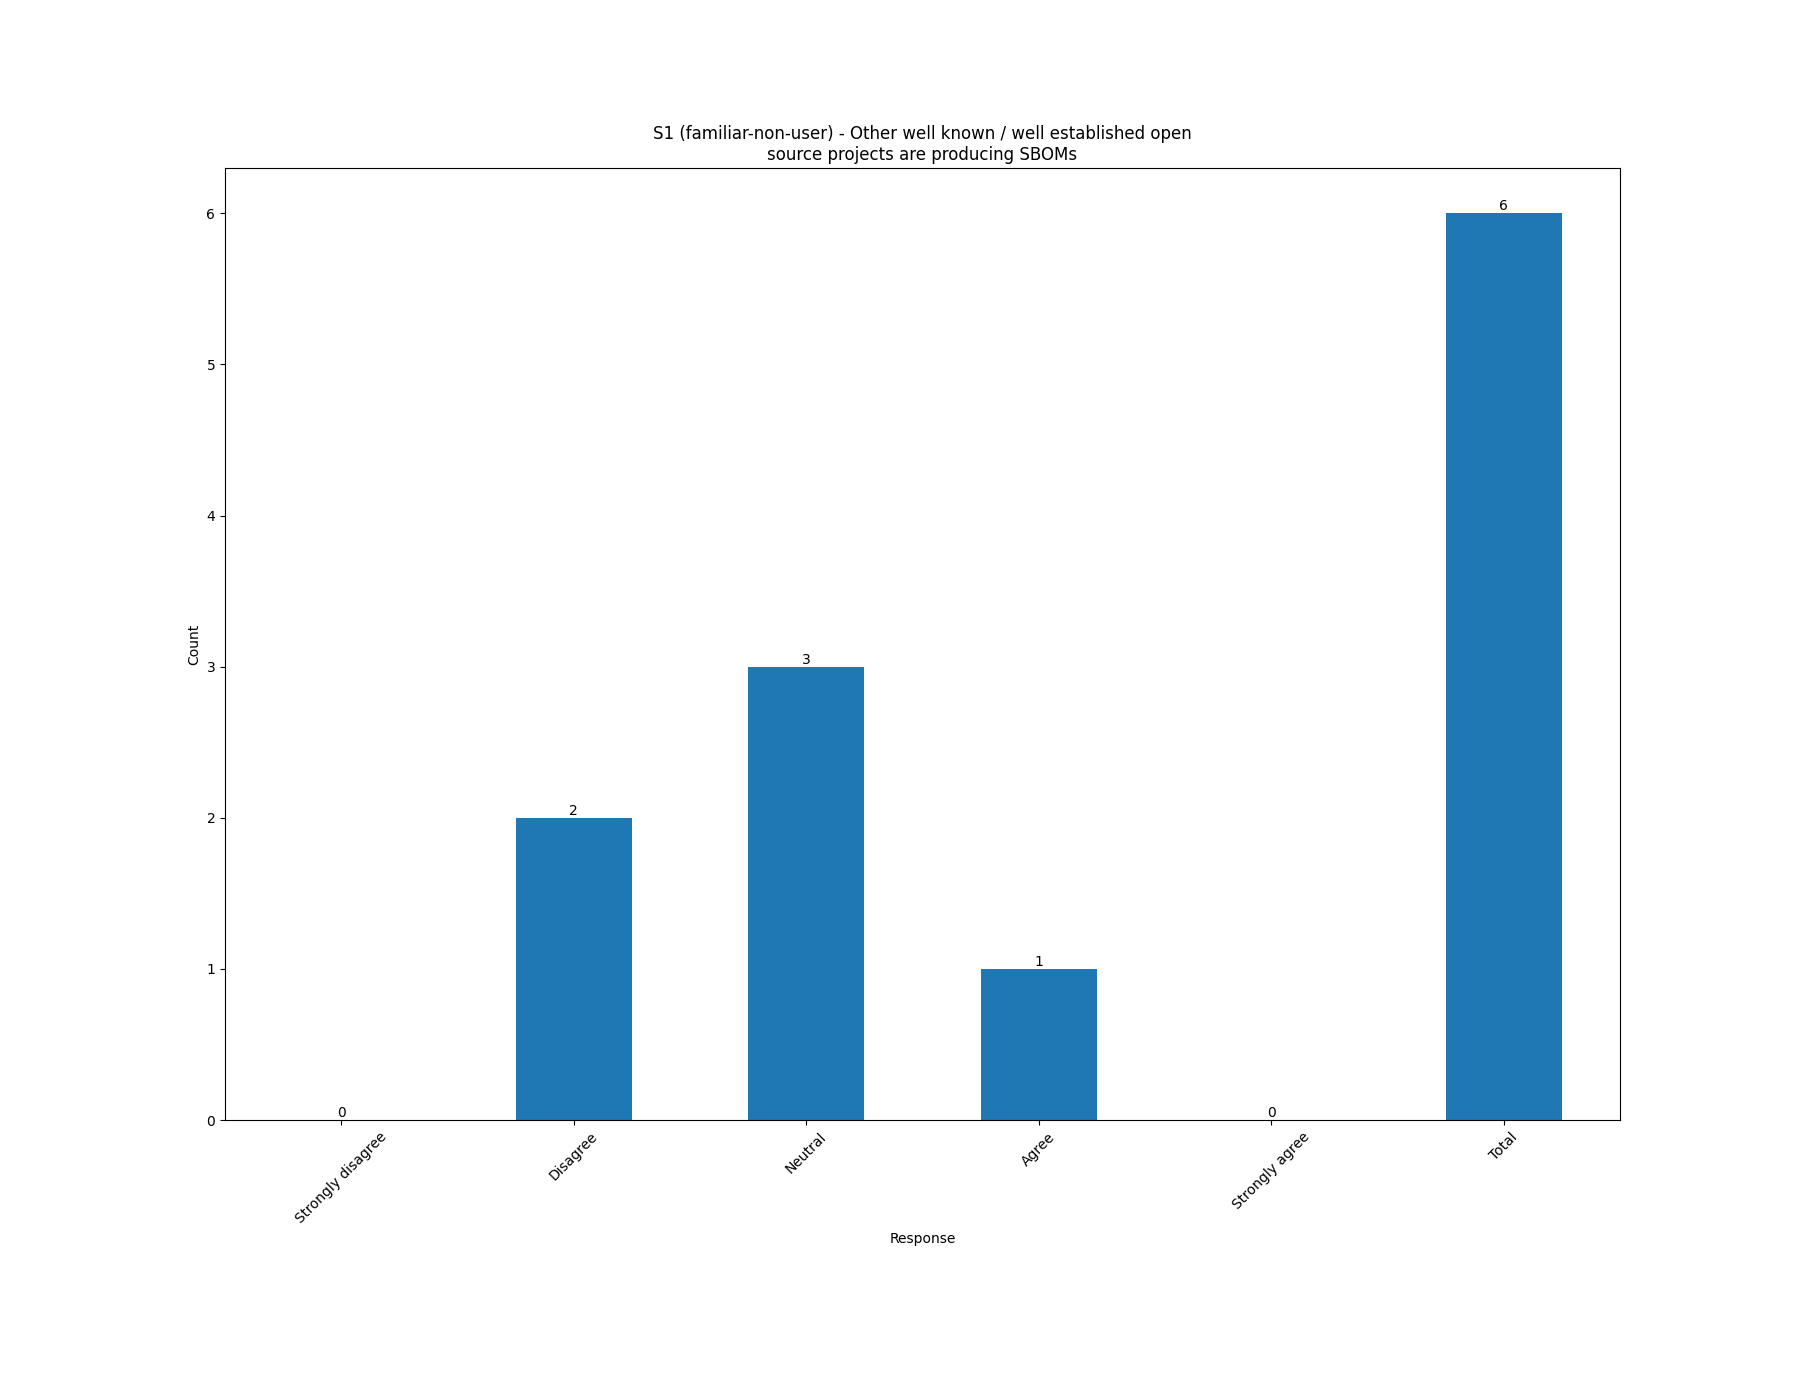 S1 (familiar-non-user) - Other well known / well established open
source projects are producing SBOMs
6
5
4
3
2
1
0
Count
0
2
3
1
0
6
Strongly disagree
Disagree
Neutral
Agree
Strongly agree
Total
Response